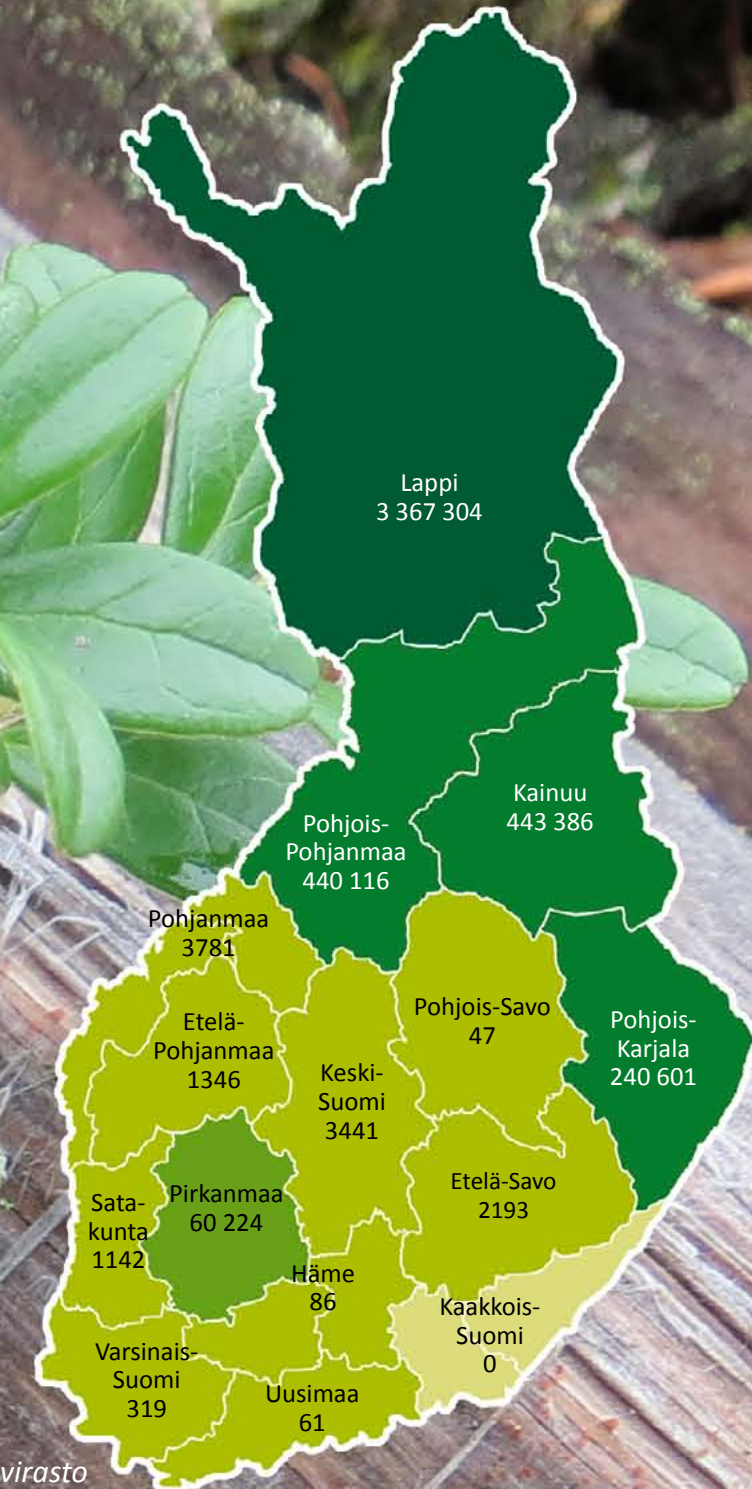 Lappi
3 367 304
Kainuu
443 386
Pohjois-
Pohjanmaa
440 116
Pohjanmaa
3781
Pohjois-Savo
47
Pohjois-
Karjala
240 601
Etelä-
Pohjanmaa
1346
Keski-
Suomi
3441
Etelä-Savo
2193
Pirkanmaa
60 224
Sata-
kunta
1142
Häme
86
Kaakkois-
Suomi
0
Varsinais-
Suomi
319
Uusimaa
61
virasto